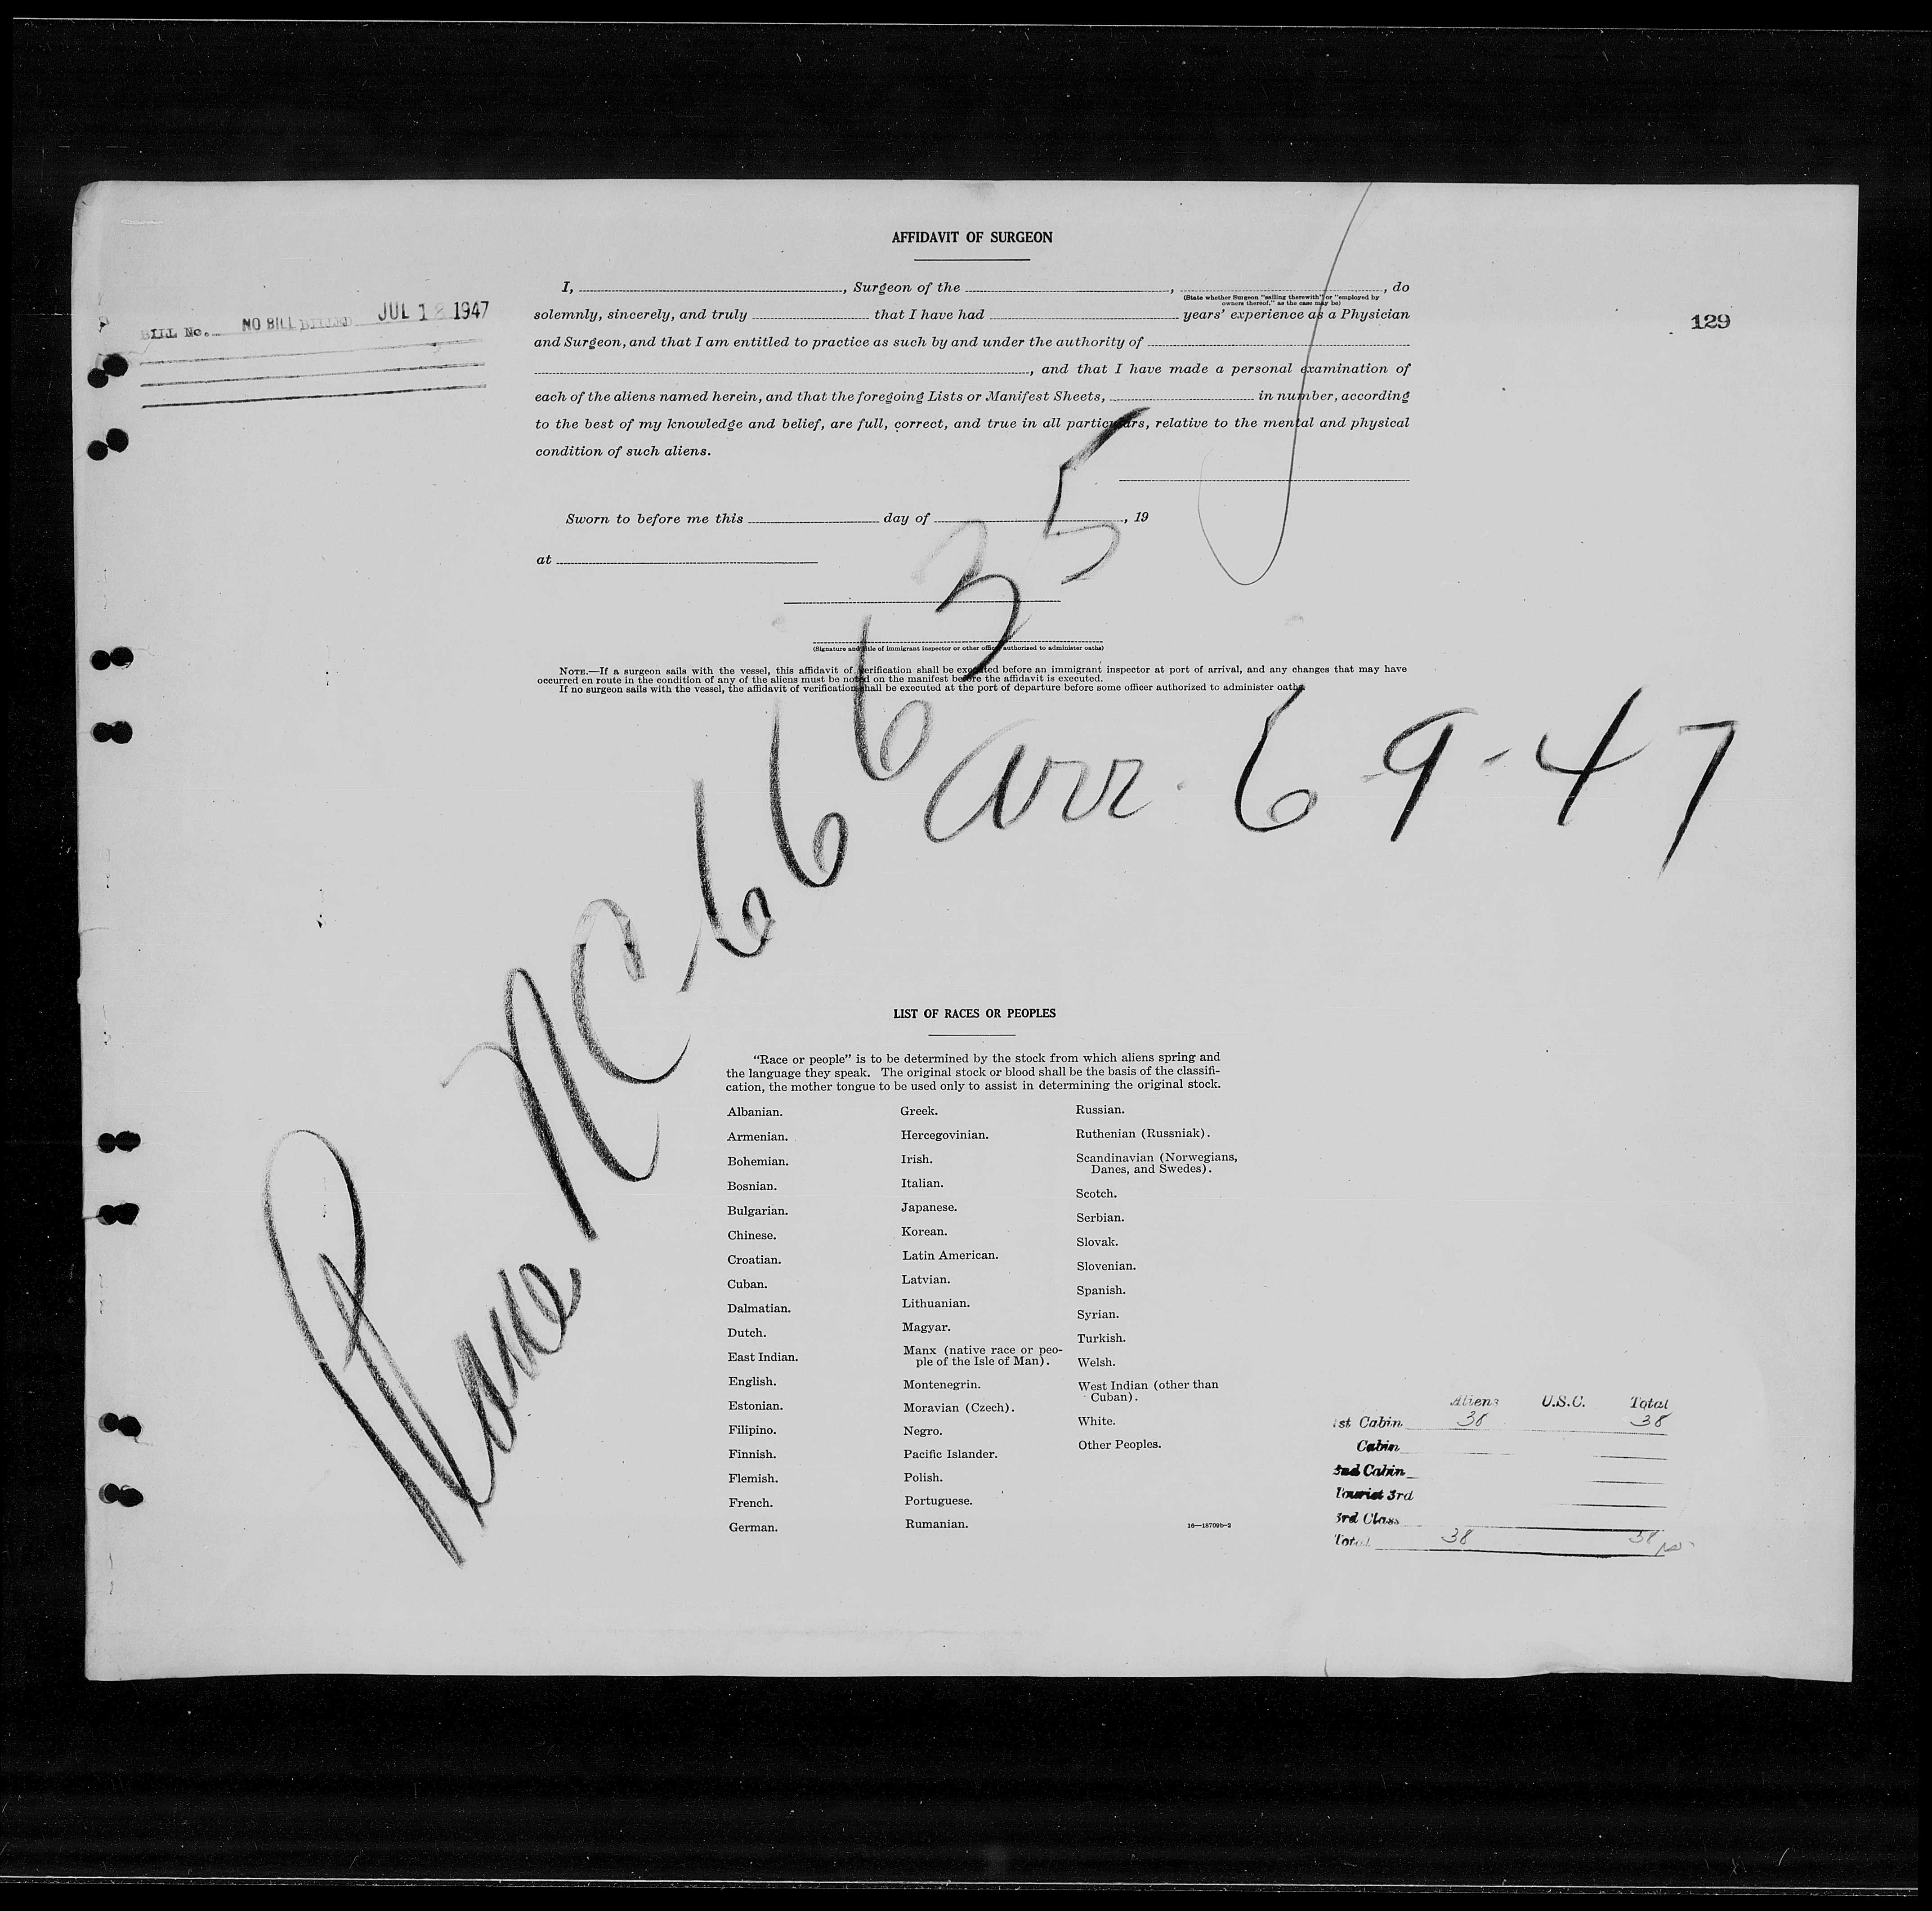 AFFIDAVIT OF SURGEON
I, , Surgeon of the , , do
(State whether Surgeon "sailing therewith" or "employed by
owners thereof," as the case may be)
solemnly, sincerely, and truly that I have had years' experience as a Physician
and Surgeon, and that I am entitled to practice as such by and under the authority of
, and that I have made a personal examination of
each of the aliens named herein, and that the foregoing Lists or Manifest Sheets, in number, according
to the best of my knowledge and belief, are full, correct, and true in all particulars, relative to the mental and physical
condition of such aliens.
BILL No. NO BILL BILLED JUL 18 1947
129
Sworn to before me this day of , 19
at
(Signature and title of immigrant inspector or other officer authorized to administer oaths)
NOTE.—If a surgeon sails with the vessel, this affidavit of verification shall be executed before an immigrant inspector at port of arrival, and any changes that may have
occurred en route in the condition of any of the aliens must be noted on the manifest before the affidavit is executed.
If no surgeon sails with the vessel, the affidavit of verification shall be executed at the port of departure before some officer authorized to administer oaths.
Plane NC-66635
arr. 6-9-47
LIST OF RACES OR PEOPLES
"Race or people" is to be determined by the stock from which aliens spring and
the language they speak. The original stock or blood shall be the basis of the classifi-
cation, the mother tongue to be used only to assist in determining the original stock.
Albanian.
Armenian.
Bohemian.
Bosnian.
Bulgarian.
Chinese.
Croatian.
Cuban.
Dalmatian.
Dutch.
East Indian.
English.
Estonian.
Filipino.
Finnish.
Flemish.
French.
German.
Greek.
Hercegovinian.
Irish.
Italian.
Japanese.
Korean.
Latin American.
Latvian.
Lithuanian.
Magyar.
Manx (native race or peo-
ple of the Isle of Man).
Montenegrin.
Moravian (Czech).
Negro.
Pacific Islander.
Polish.
Portuguese.
Rumanian.
Russian.
Ruthenian (Russniak).
Scandinavian (Norwegians,
Danes, and Swedes).
Scotch.
Serbian.
Slovak.
Slovenian.
Spanish.
Syrian.
Turkish.
Welsh.
West Indian (other than
Cuban).
White.
Other Peoples.
16—18709b-2
Aliens U.S.C. Total
1st Cabin 38 38
Cabin
2nd Cabin
Tourist 3rd
3rd Class
Total 38 38